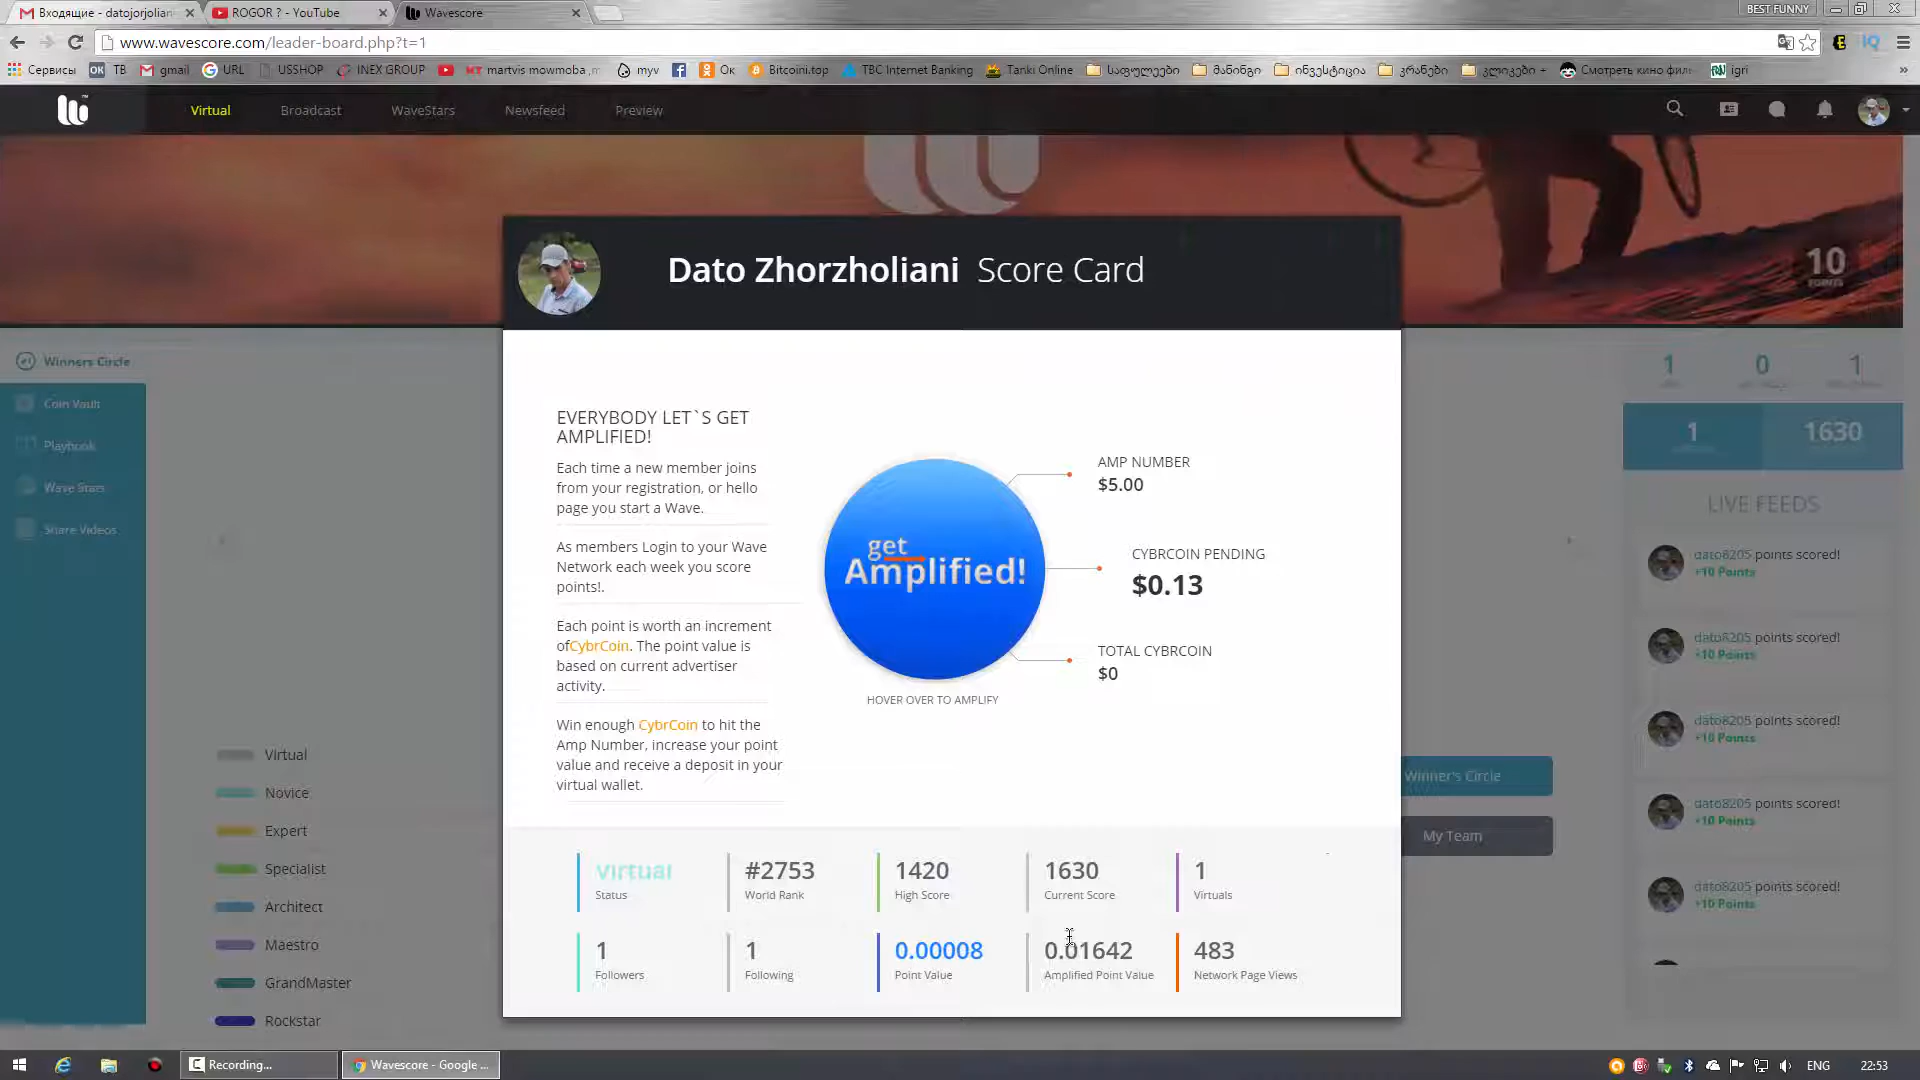 Входящие - datojorjolian
ROGOR ? - YouTube
Wavescore
BEST FUNNY
www.wavescore.com/leader-board.php?t=1
Сервисы
ТВ
gmail
URL
USSHOP
INEX GROUP
martvis mowmoba ,
myv
Ок
Bitcoini.top
TBC Internet Banking
Tanki Online
საფულეები
მანინგი
ინვესტიცია
კრანები
კლიკები +
Смотреть кино фил
igri
Virtual
Broadcast
WaveStars
Newsfeed
Preview
10
POINTS
Dato Zhorzholiani Score Card
Winners Circle
Coin Vault
Playbook
Wave Stars
Share Videos
EVERYBODY LET`S GET
AMPLIFIED!
Each time a new member joins
from your registration, or hello
page you start a Wave.
As members Login to your Wave
Network each week you score
points!.
Each point is worth an increment
ofCybrCoin. The point value is
based on current advertiser
activity.
Win enough CybrCoin to hit the
Amp Number, increase your point
value and receive a deposit in your
virtual wallet.
get
Amplified!
HOVER OVER TO AMPLIFY
AMP NUMBER
$5.00
CYBRCOIN PENDING
$0.13
TOTAL CYBRCOIN
$0
Virtual
Novice
Expert
Specialist
Architect
Maestro
GrandMaster
Rockstar
virtual
Status
#2753
World Rank
1420
High Score
1630
Current Score
1
Virtuals
1
Followers
1
Following
0.00008
Point Value
0.01642
Amplified Point Value
483
Network Page Views
Winner's Circle
My Team
1
0
1
1
1630
LIVE FEEDS
dato8205 points scored!
+10 Points
dato8205 points scored!
+10 Points
dato8205 points scored!
+10 Points
dato8205 points scored!
+10 Points
dato8205 points scored!
+10 Points
Recording...
Wavescore - Google ...
ENG
22:53